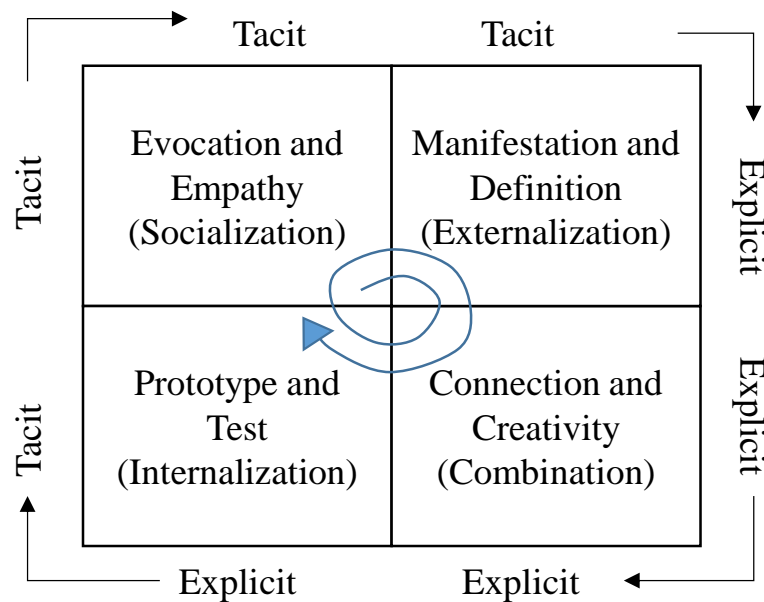 Tacit
Tacit
Tacit
Evocation and
Empathy
(Socialization)
Manifestation and
Definition
(Externalization)
Explicit
Tacit
Prototype and
Test
(Internalization)
Connection and
Creativity
(Combination)
Explicit
Explicit
Explicit